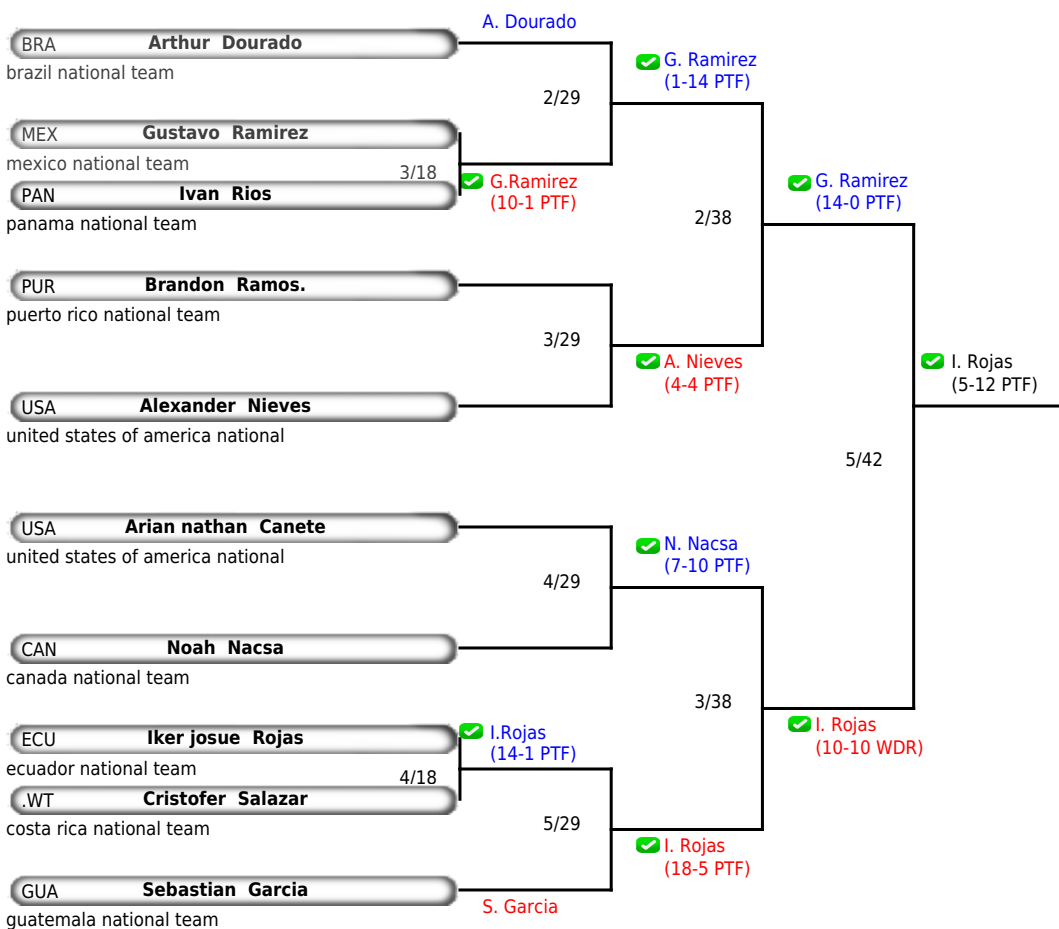 A. Dourado
BRA Arthur Dourado
brazil national team
G. Ramirez
(1-14 PTF)
2/29
MEX Gustavo Ramirez
mexico national team
3/18
G.Ramirez
(10-1 PTF)
PAN Ivan Rios
panama national team
G. Ramirez
(14-0 PTF)
2/38
PUR Brandon Ramos.
puerto rico national team
3/29
A. Nieves
(4-4 PTF)
I. Rojas
(5-12 PTF)
USA Alexander Nieves
united states of america national
5/42
USA Arian nathan Canete
united states of america national
N. Nacsa
(7-10 PTF)
4/29
CAN Noah Nacsa
canada national team
3/38
ECU Iker josue Rojas
ecuador national team
I.Rojas
(14-1 PTF)
I. Rojas
(10-10 WDR)
4/18
.WT Cristofer Salazar
costa rica national team
5/29
I. Rojas
(18-5 PTF)
GUA Sebastian Garcia
guatemala national team
S. Garcia